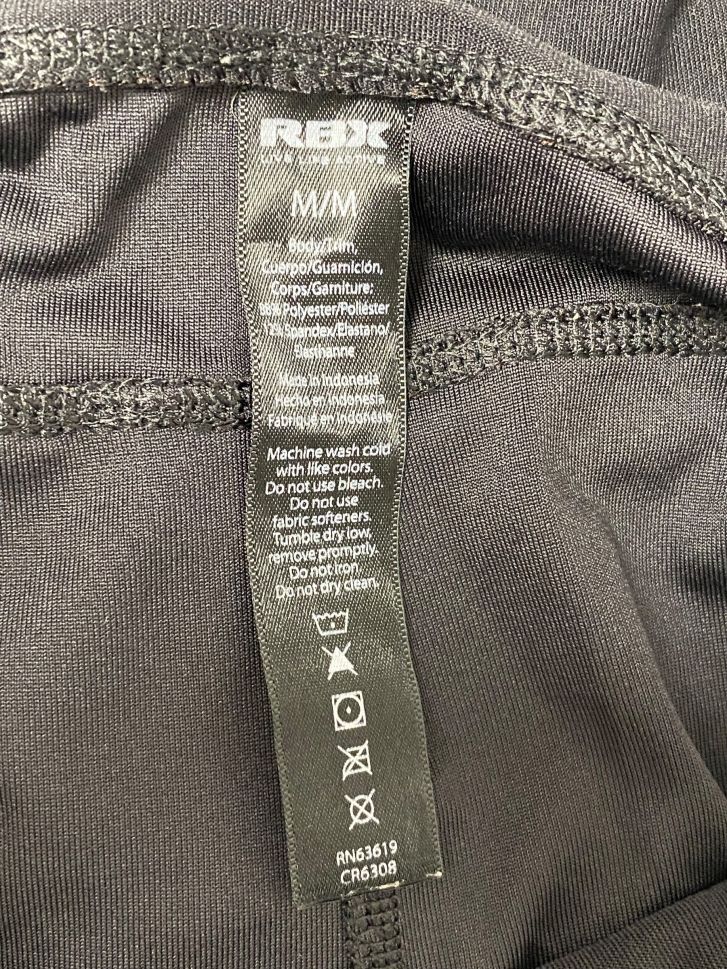 RBX
LIVE LIFE ACTIVE
M/M
Body/Trim,
Cuerpo/Guarnición,
Corps/Garniture:
88% Polyester/Poliéster
12% Spandex/Elastano/
Élasthanne
Made in Indonesia
Hecho en Indonesia
Fabriqué en Indonésie
Machine wash cold
with like colors.
Do not use bleach.
Do not use
fabric softeners.
Tumble dry low,
remove promptly.
Do not iron.
Do not dry clean.
RN63619
CR6308